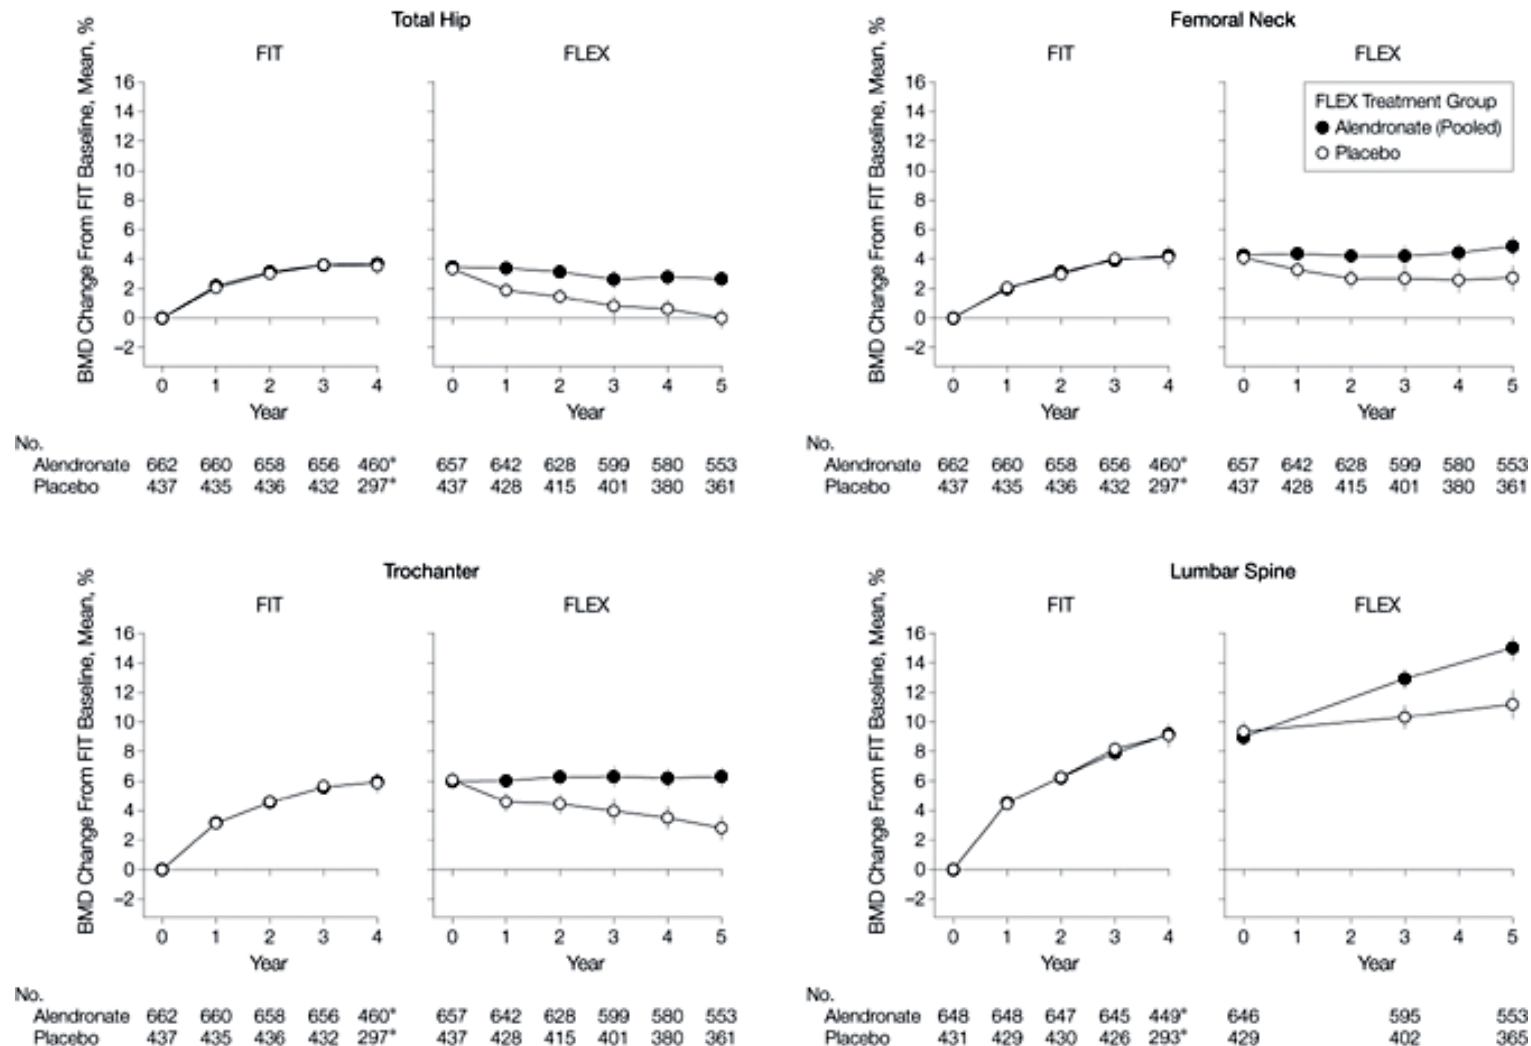 Total Hip
FIT
FLEX
BMD Change From FIT Baseline, Mean, %
16
14
12
10
8
6
4
2
0
–2
0 1 2 3 4
0 1 2 3 4 5
Year
Year
No.
Alendronate 662 660 658 656 460* 657 642 628 599 580 553
Placebo 437 435 436 432 297* 437 428 415 401 380 361
Femoral Neck
FIT
FLEX
FLEX Treatment Group
Alendronate (Pooled)
Placebo
BMD Change From FIT Baseline, Mean, %
16
14
12
10
8
6
4
2
0
–2
0 1 2 3 4
0 1 2 3 4 5
Year
Year
No.
Alendronate 662 660 658 656 460* 657 642 628 599 580 553
Placebo 437 435 436 432 297* 437 428 415 401 380 361
Trochanter
FIT
FLEX
BMD Change From FIT Baseline, Mean, %
16
14
12
10
8
6
4
2
0
–2
0 1 2 3 4
0 1 2 3 4 5
Year
Year
No.
Alendronate 662 660 658 656 460* 657 642 628 599 580 553
Placebo 437 435 436 432 297* 437 428 415 401 380 361
Lumbar Spine
FIT
FLEX
BMD Change From FIT Baseline, Mean, %
16
14
12
10
8
6
4
2
0
–2
0 1 2 3 4
0 1 2 3 4 5
Year
Year
No.
Alendronate 648 648 647 645 449* 646 595 553
Placebo 431 429 430 426 293* 429 402 365